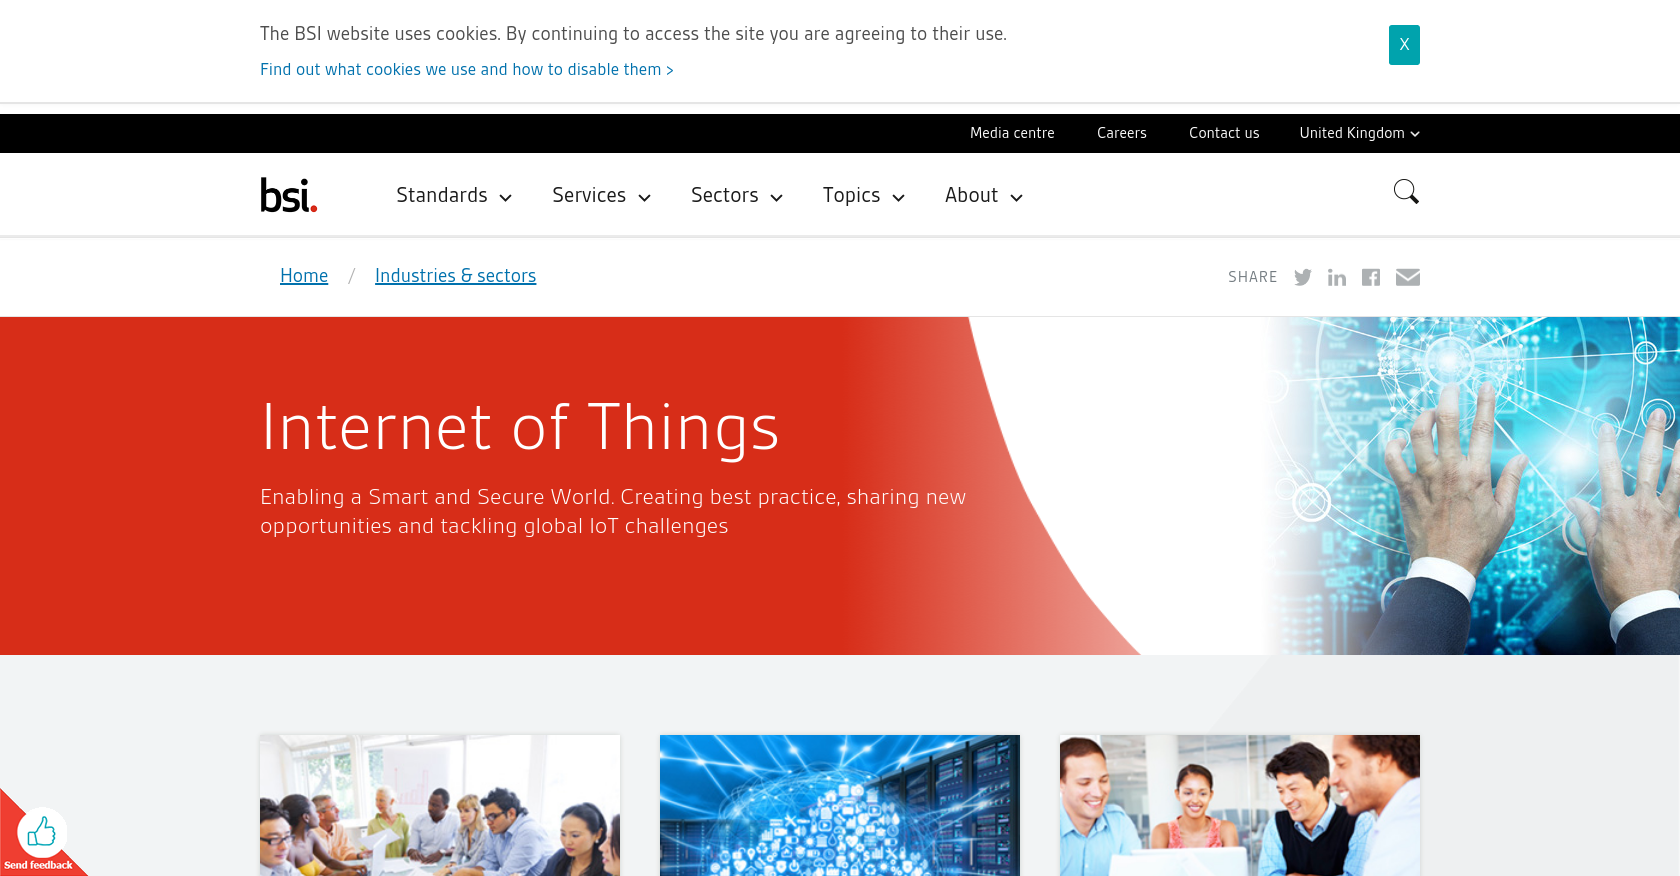 The BSI website uses cookies. By continuing to access the site you are agreeing to their use.
X
Find out what cookies we use and how to disable them >
Media centre
Careers
Contact us
United Kingdom
bsi.
Standards
Services
Sectors
Topics
About
Home / Industries & sectors
SHARE
Internet of Things
Enabling a Smart and Secure World. Creating best practice, sharing new
opportunities and tackling global IoT challenges
Send feedback